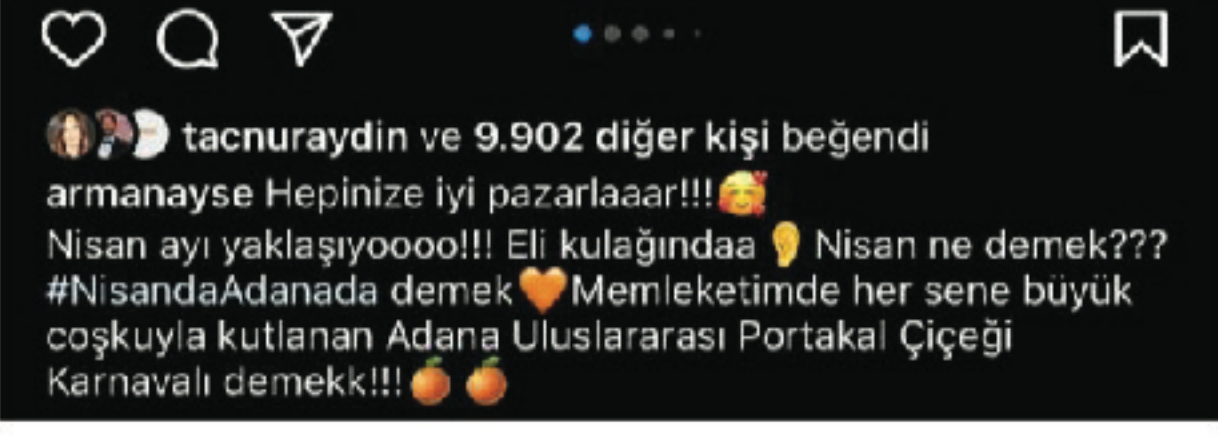 tacnuraydin ve 9.902 diğer kişi beğendi
armanayse Hepinize iyi pazarlaaar!!!🥰
Nisan ayı yaklaşıyoooo!!! Eli kulağındaa 👂 Nisan ne demek???
#NisandaAdanada demek🧡Memleketimde her sene büyük
coşkuyla kutlanan Adana Uluslararası Portakal Çiçeği
Karnavalı demekk!!!🍊 🍊